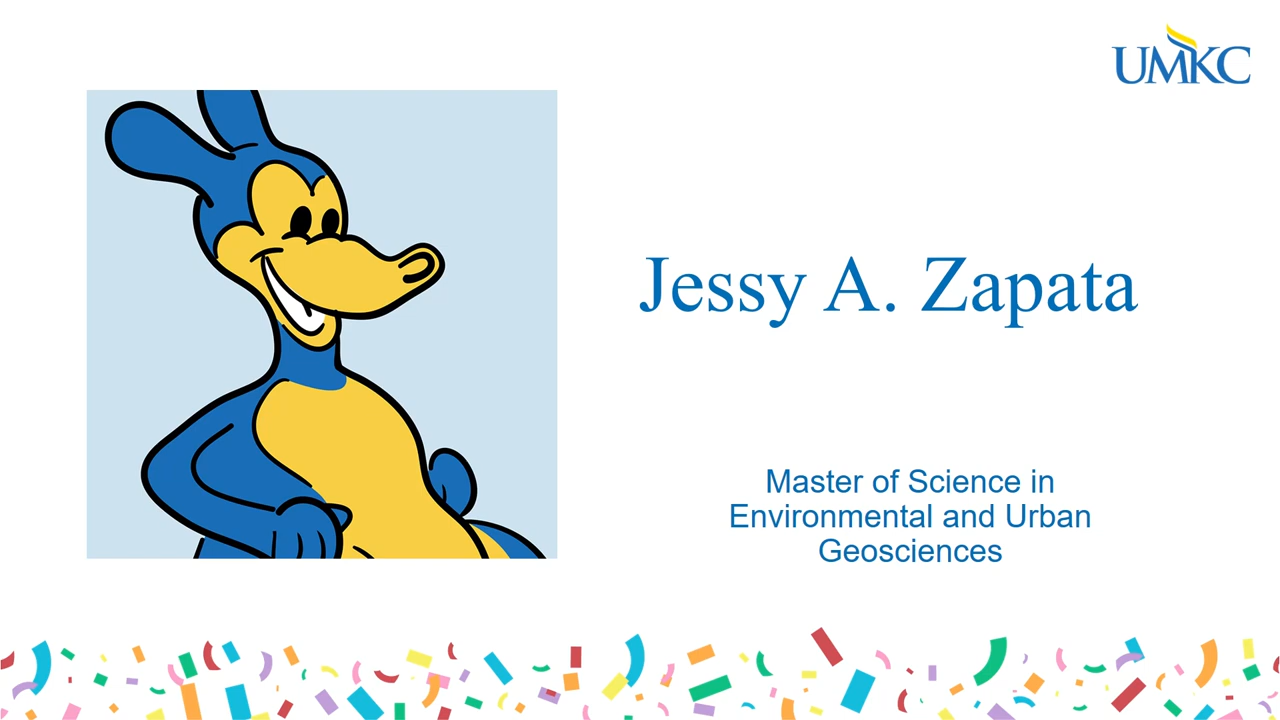 UMKC
Jessy A. Zapata
Master of Science in
Environmental and Urban
Geosciences